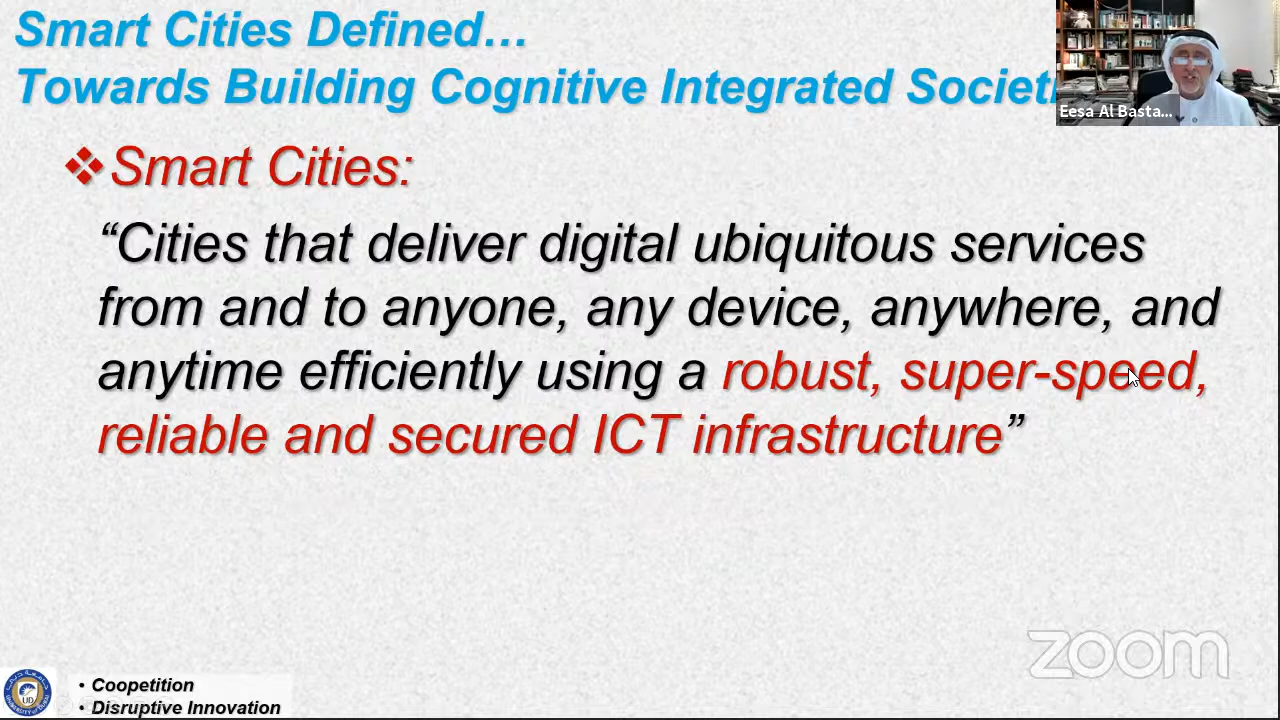 Smart Cities Defined…
Towards Building Cognitive Integrated Societ
Eesa Al Basta...
❖Smart Cities:
“Cities that deliver digital ubiquitous services
from and to anyone, any device, anywhere, and
anytime efficiently using a robust, super-speed,
reliable and secured ICT infrastructure”
zoom
UD
• Coopetition
• Disruptive Innovation